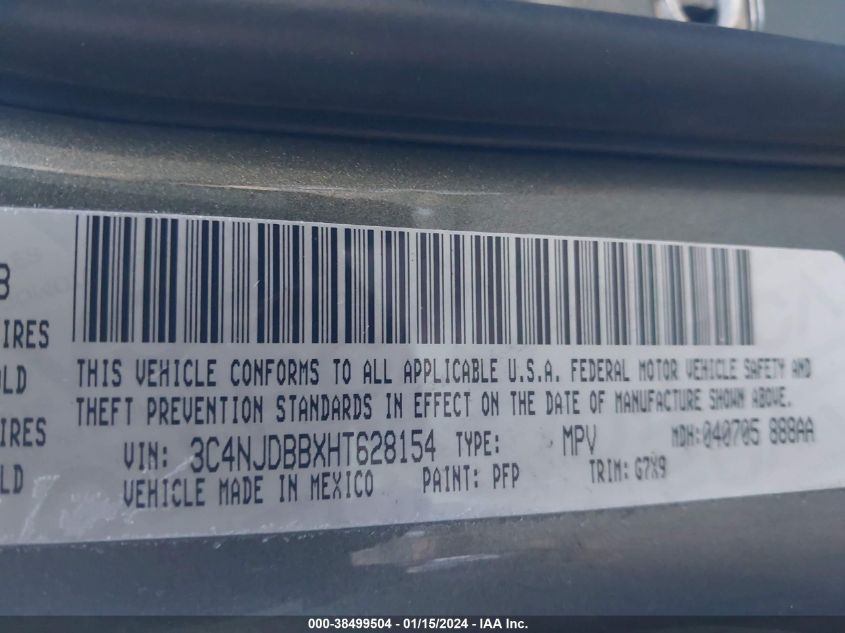 3
IRES
OLD
IRES
LD
THIS VEHICLE CONFORMS TO ALL APPLICABLE U.S.A. FEDERAL MOTOR VEHICLE SAFETY AND
THEFT PREVENTION STANDARDS IN EFFECT ON THE DATE OF MANUFACTURE SHOWN ABOVE.
VIN: 3C4NJDBBXHT628154 TYPE: MPV MDH: 040705 888AA
VEHICLE MADE IN MEXICO PAINT: PFP TRIM: G7X9
000-38499504 - 01/15/2024 - IAA Inc.